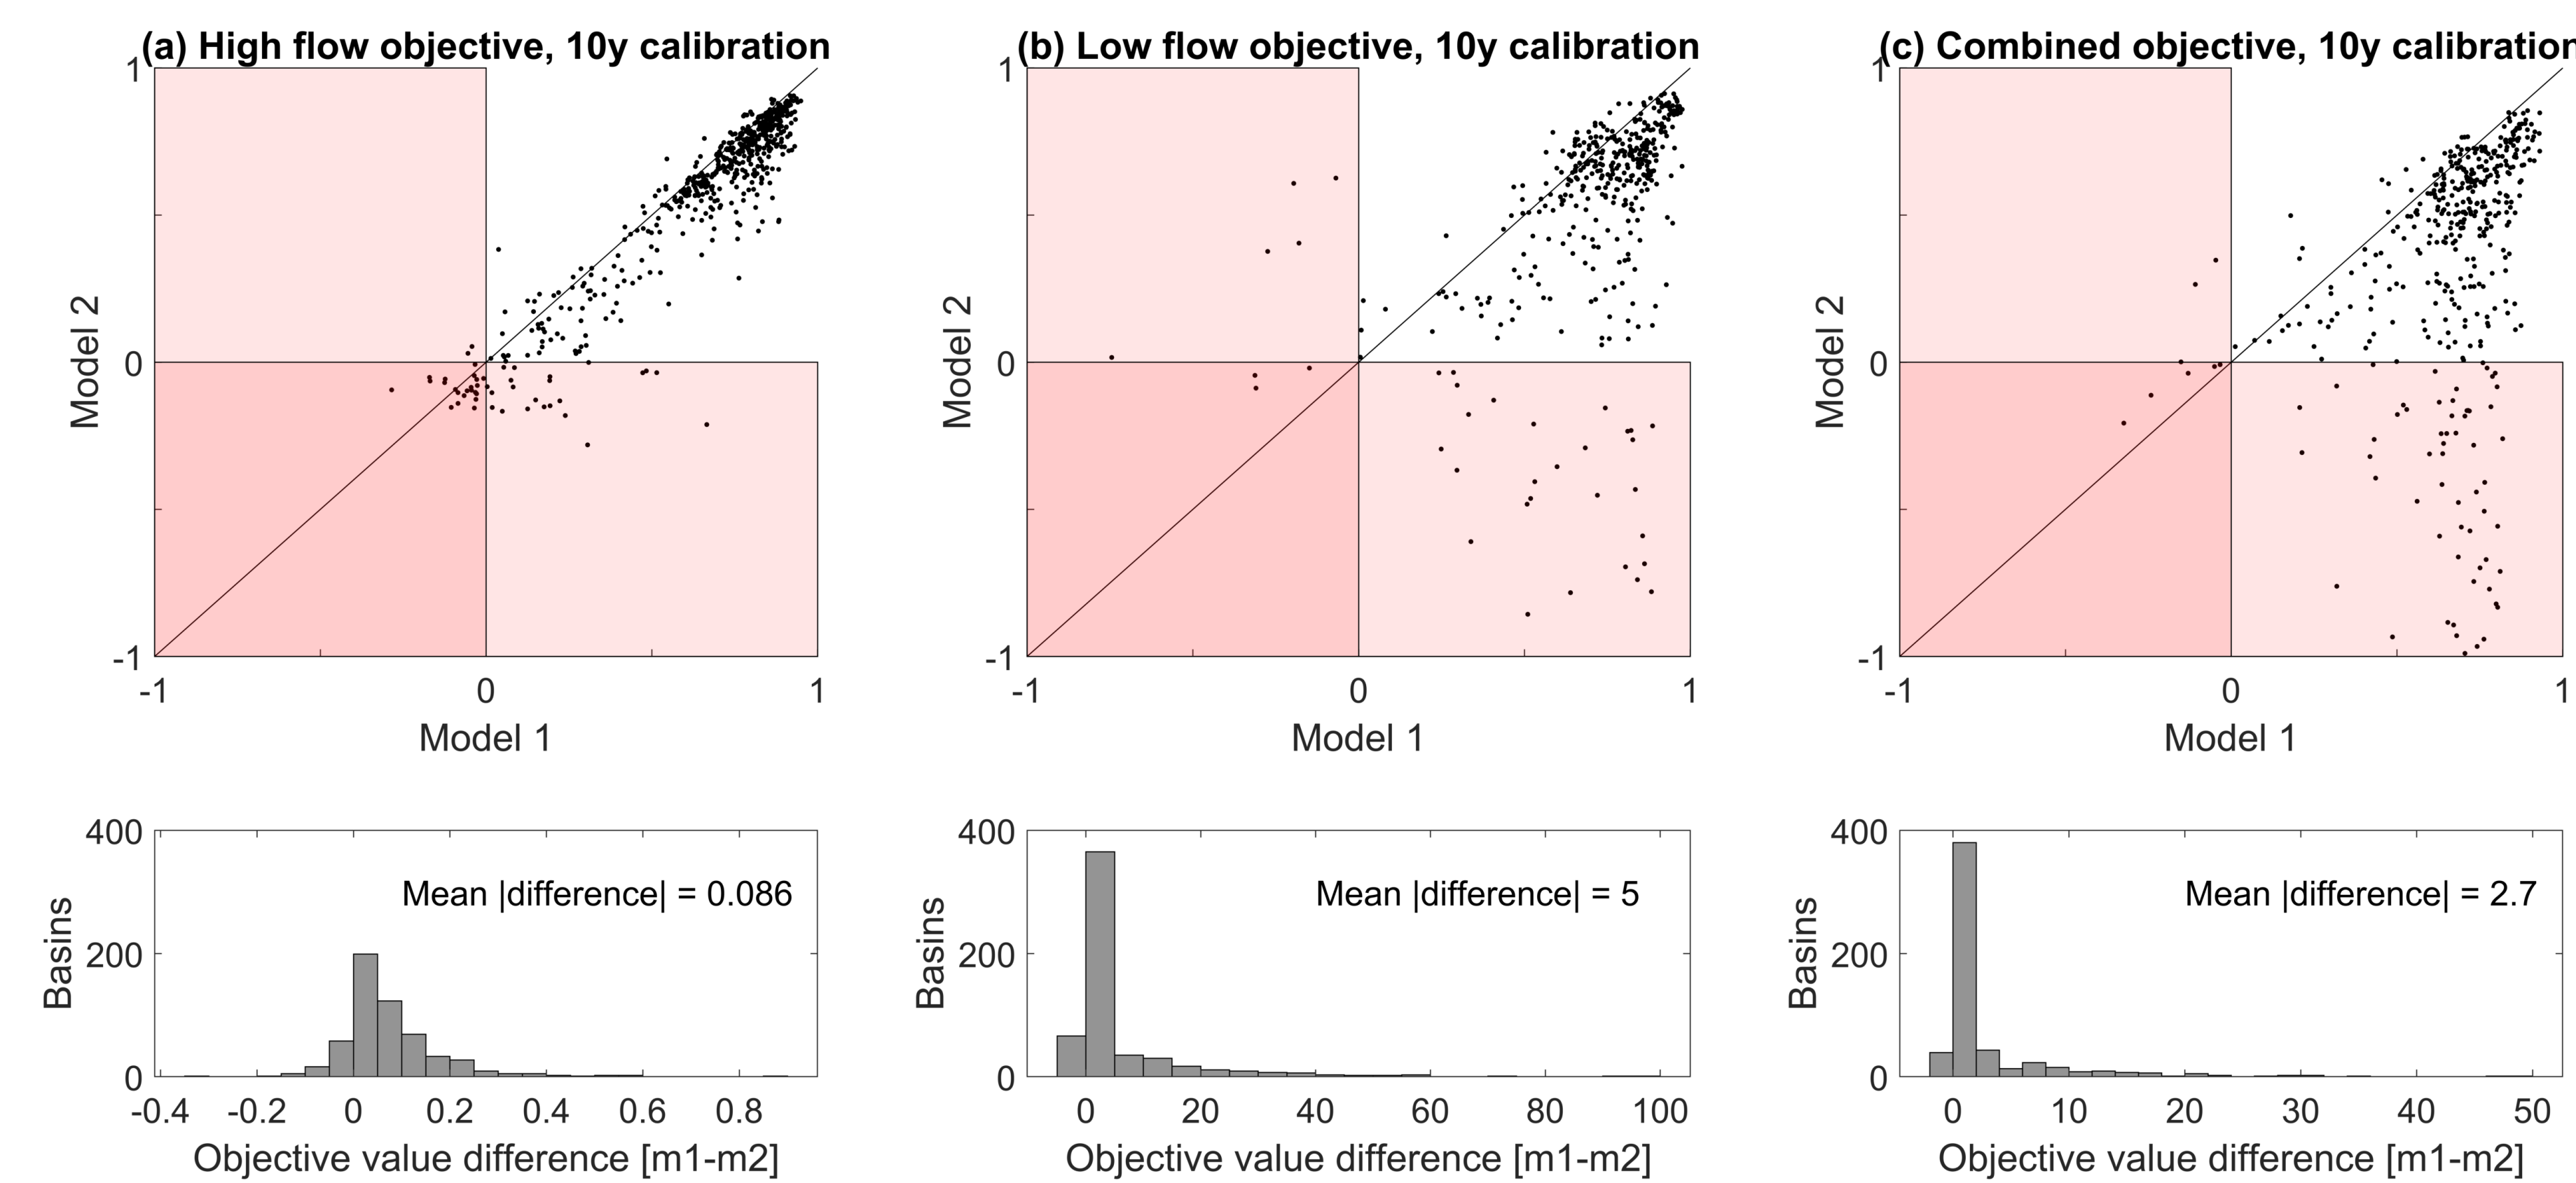 (a) High flow objective, 10y calibration
1
0
-1
Model 2
-1
0
1
Model 1
400
200
0
Basins
Mean |difference| = 0.086
-0.4
-0.2
0
0.2
0.4
0.6
0.8
Objective value difference [m1-m2]
(b) Low flow objective, 10y calibration
1
0
-1
Model 2
-1
0
1
Model 1
400
200
0
Basins
Mean |difference| = 5
0
20
40
60
80
100
Objective value difference [m1-m2]
(c) Combined objective, 10y calibration
1
0
-1
Model 2
-1
0
1
Model 1
400
200
0
Basins
Mean |difference| = 2.7
0
10
20
30
40
50
Objective value difference [m1-m2]